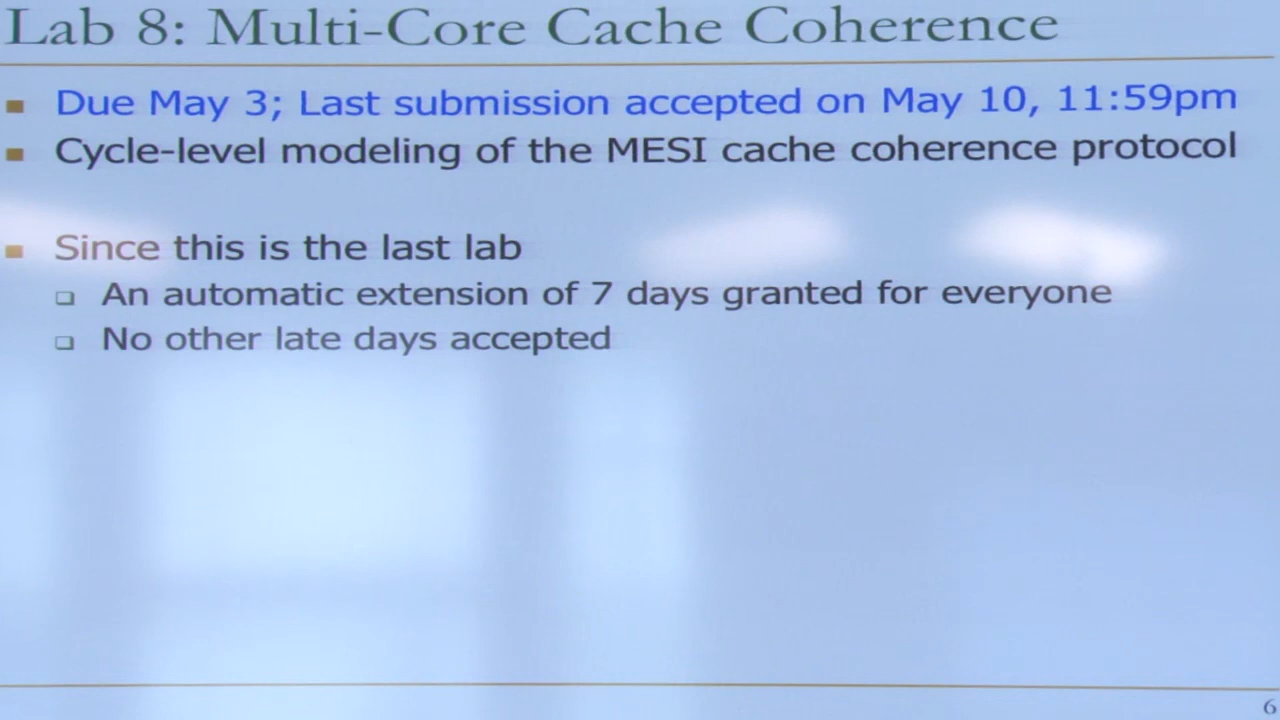 Lab 8: Multi-Core Cache Coherence
Due May 3; Last submission accepted on May 10, 11:59pm
Cycle-level modeling of the MESI cache coherence protocol
Since this is the last lab
An automatic extension of 7 days granted for everyone
No other late days accepted
6